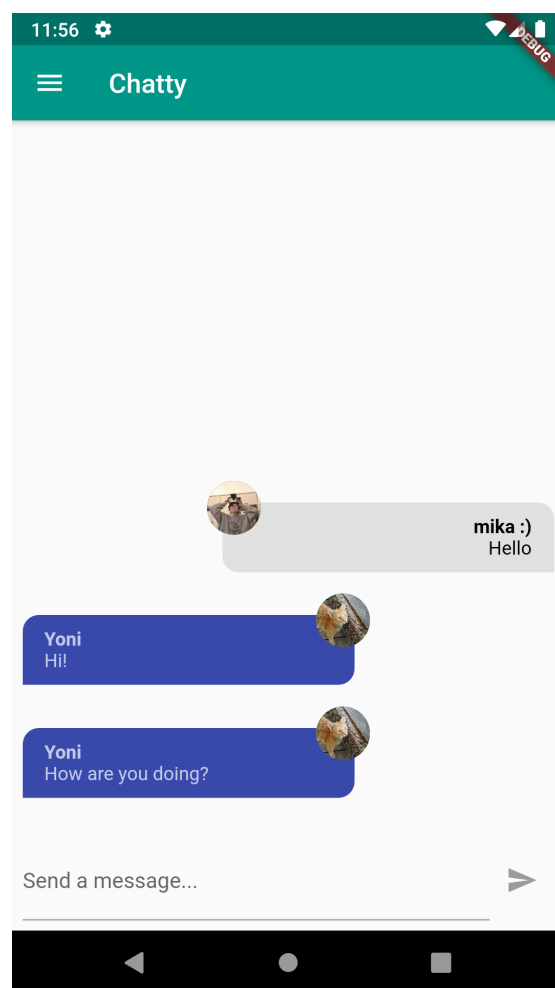 11:56
DEBUG
Chatty
mika :)
Hello
Yoni
Hi!
Yoni
How are you doing?
Send a message...